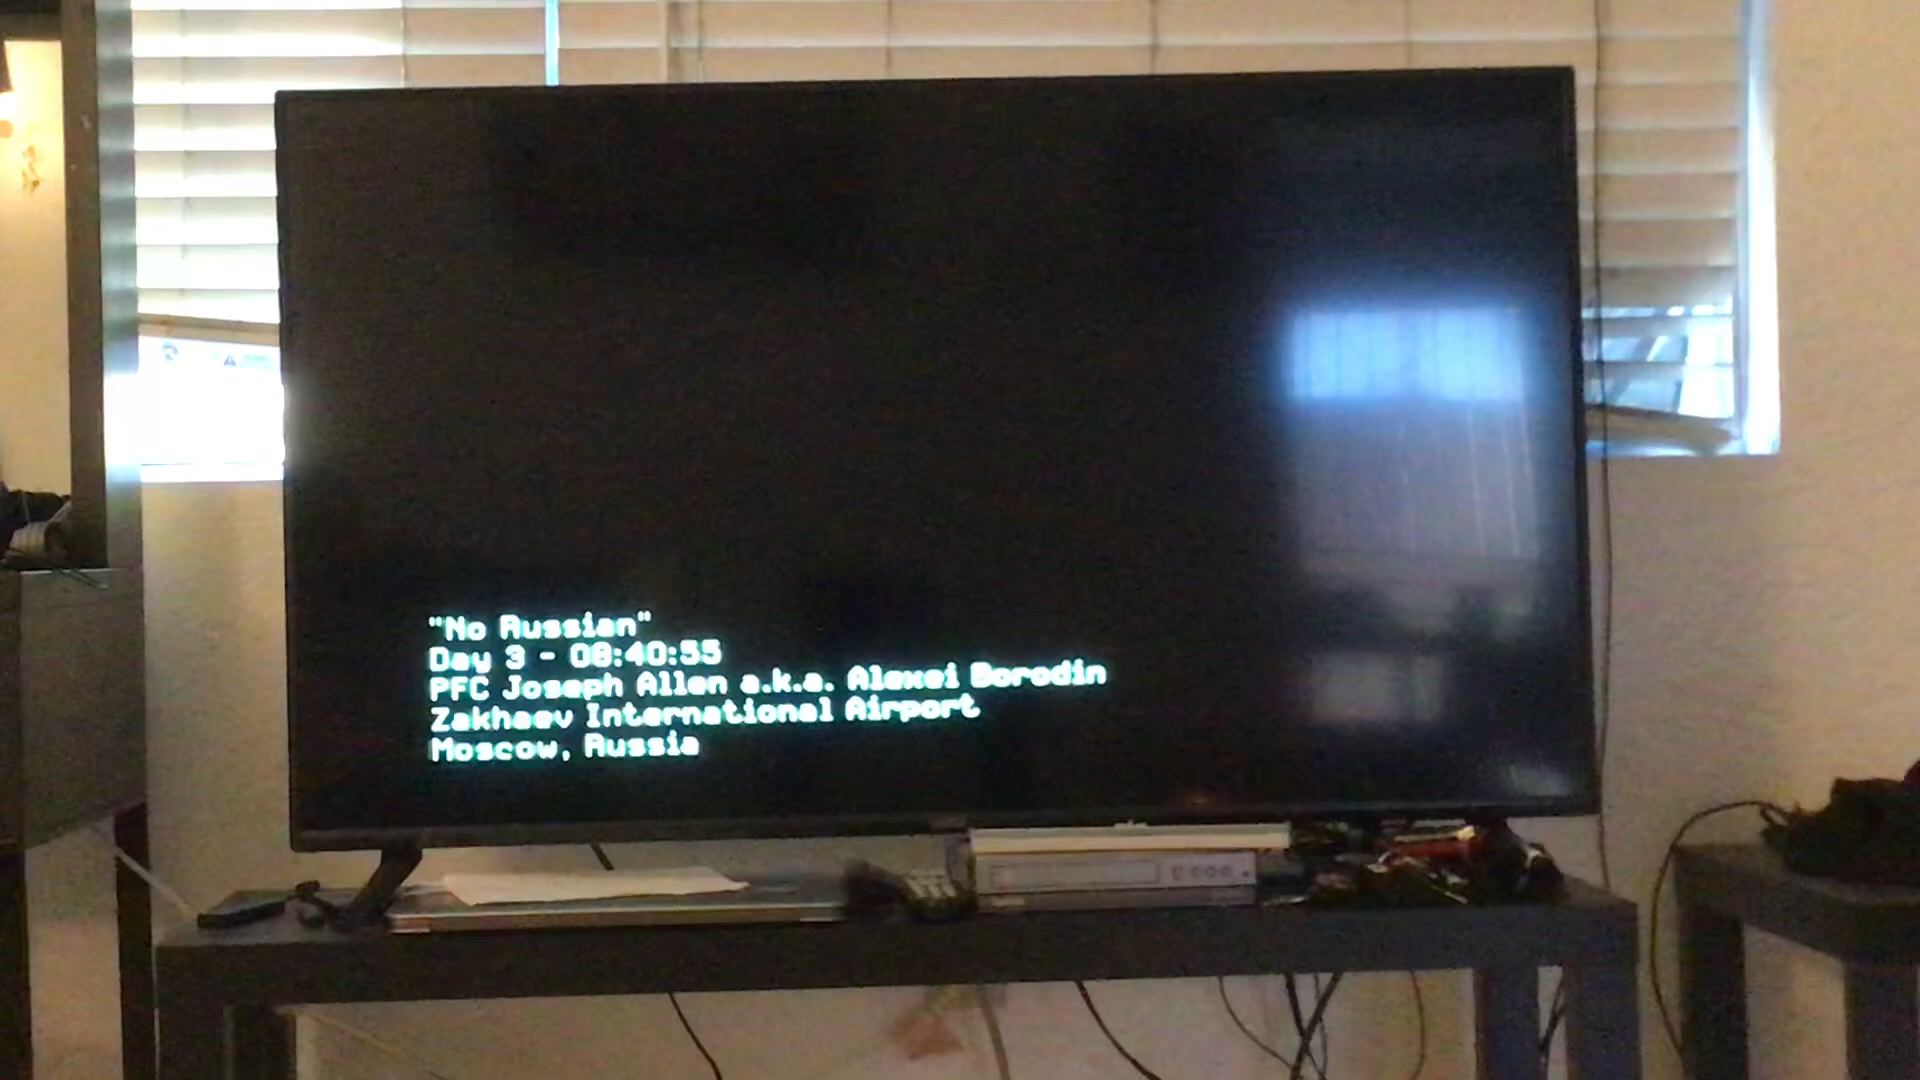 "No Russian"
Day 3 - 08:40:55
PFC Joseph Allen a.k.a. Alexei Borodin
Zakhaev International Airport
Moscow, Russia